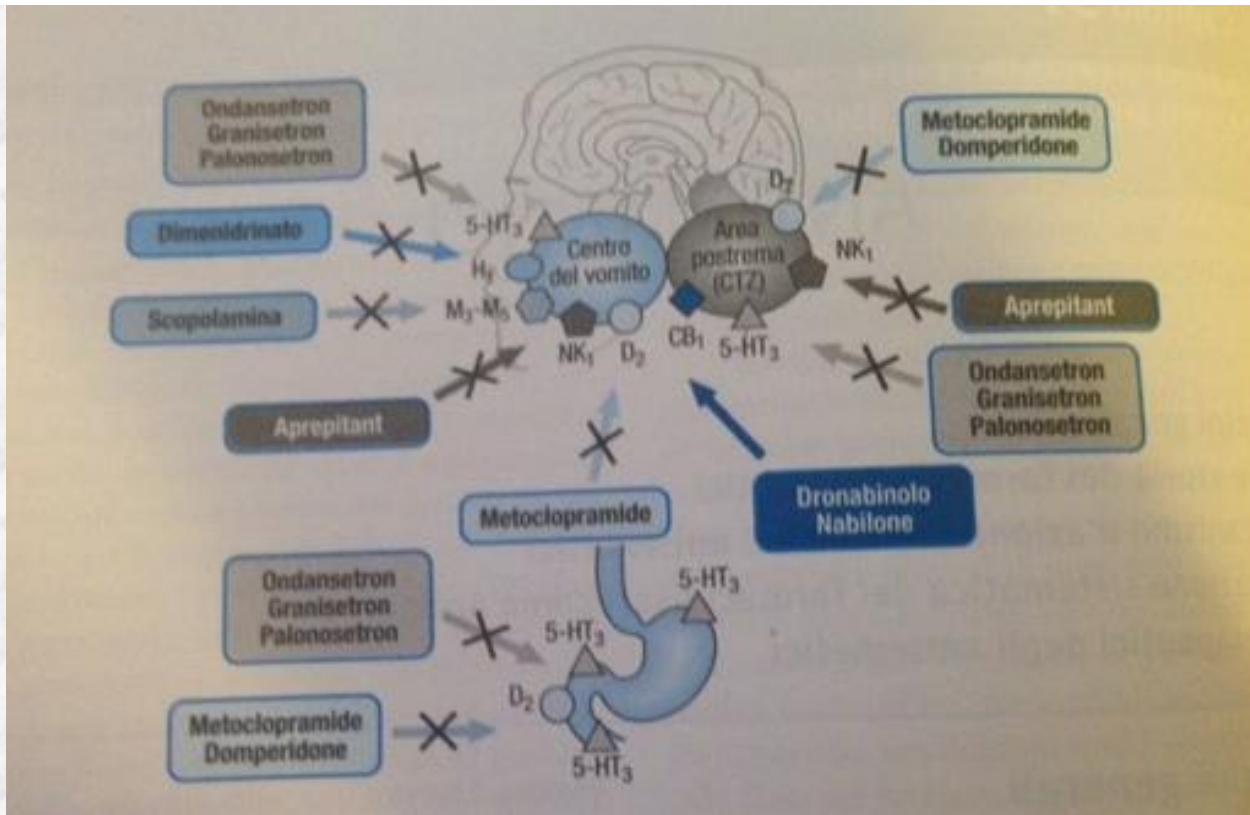 Ondansetron
Granisetron
Palonosetron
Metoclopramide
Domperidone
Dimenidrinato
Scopolamina
5-HT3
H1
M3-M5
NK1
D2
Centro
del vomito
Area
postrema
(CTZ)
D2
NK1
CB1
5-HT3
Aprepitant
Aprepitant
Ondansetron
Granisetron
Palonosetron
Metoclopramide
Dronabinolo
Nabilone
Ondansetron
Granisetron
Palonosetron
5-HT3
5-HT3
D2
Metoclopramide
Domperidone
5-HT3